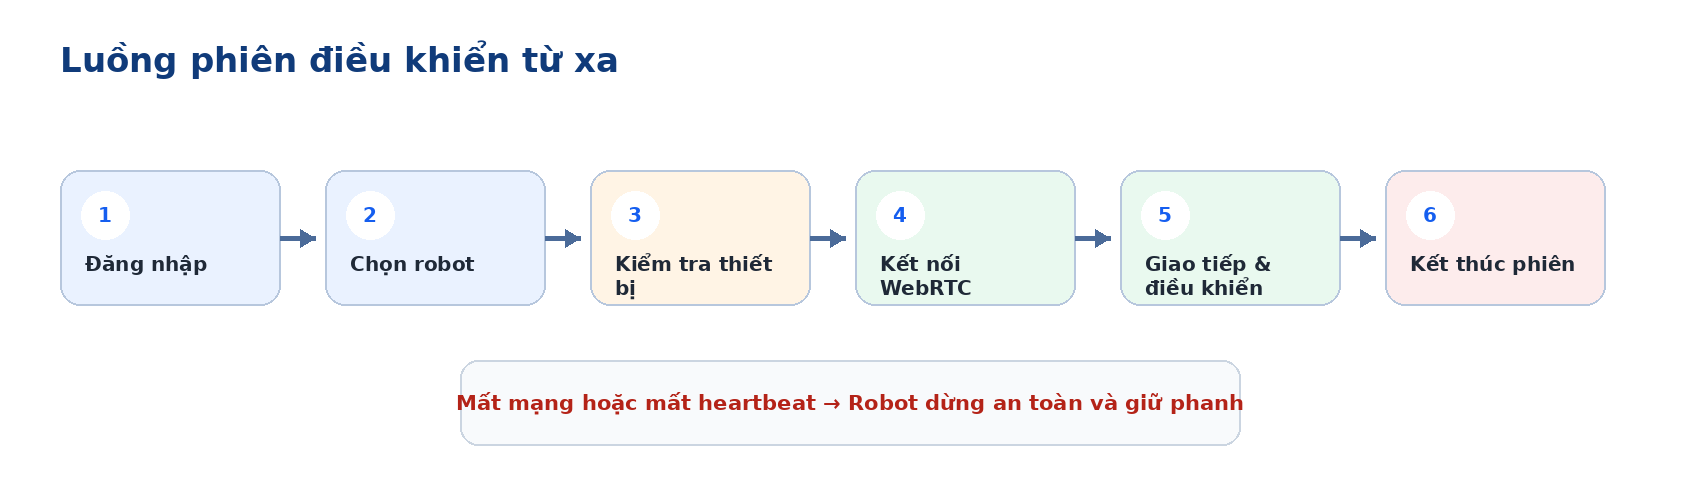 Luồng phiên điều khiển từ xa
1
Đăng nhập
2
Chọn robot
3
Kiểm tra thiết
bị
4
Kết nối
WebRTC
5
Giao tiếp &
điều khiển
6
Kết thúc phiên
Mất mạng hoặc mất heartbeat → Robot dừng an toàn và giữ phanh